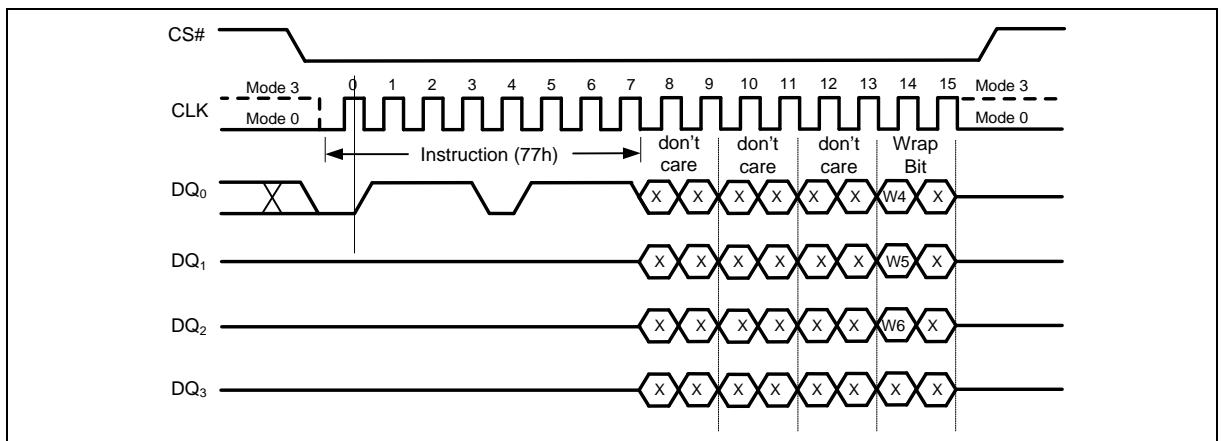 CS#
Mode 3 0 1 2 3 4 5 6 7 8 9 10 11 12 13 14 15 Mode 3
CLK
Mode 0 Mode 0
Instruction (77h) don't care don't care don't care Wrap Bit
DQ0 X X X X X X W4 X
DQ1 X X X X X X W5 X
DQ2 X X X X X X W6 X
DQ3 X X X X X X X X